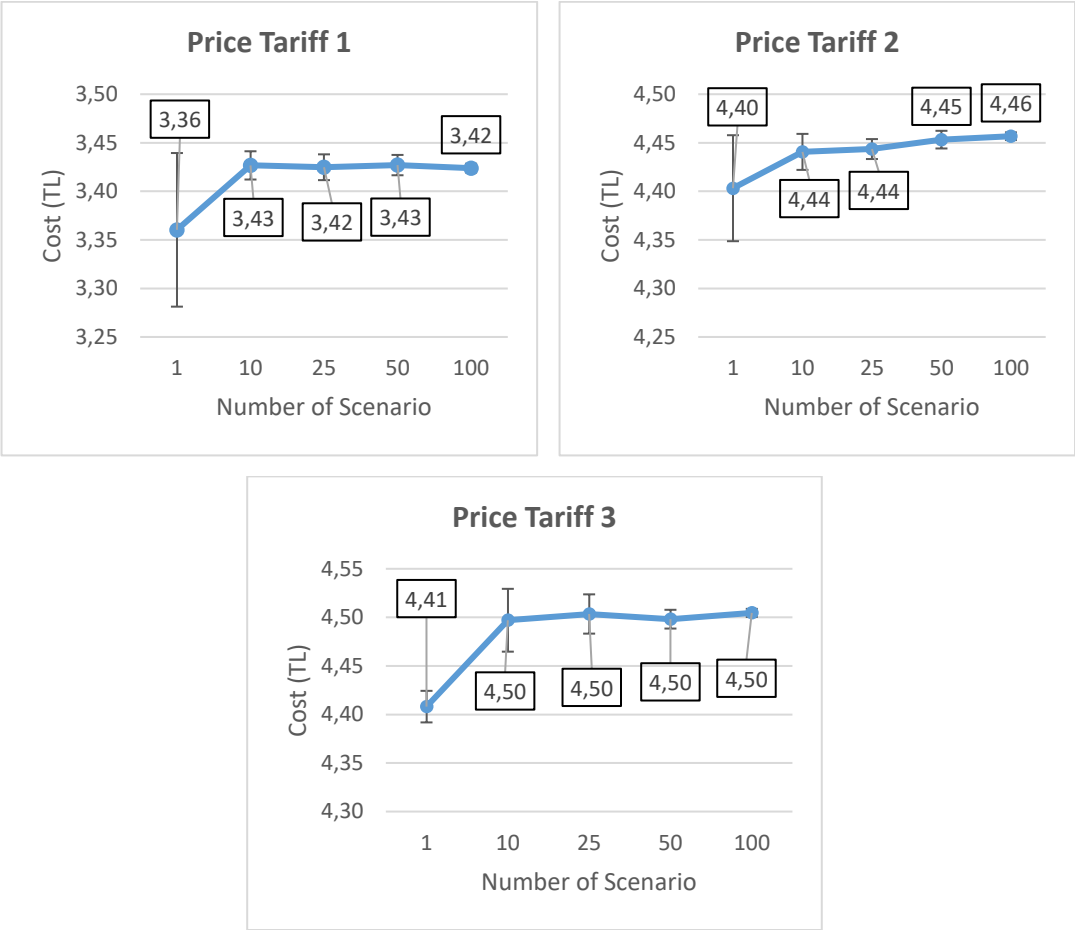 Price Tariff 1
3,50
3,45
3,40
3,35
3,30
3,25
Cost (TL)
3,36
3,43
3,42
3,43
3,42
1 10 25 50 100
Number of Scenario
Price Tariff 2
4,50
4,45
4,40
4,35
4,30
4,25
Cost (TL)
4,40
4,44
4,44
4,45
4,46
1 10 25 50 100
Number of Scenario
Price Tariff 3
4,55
4,50
4,45
4,40
4,35
4,30
Cost (TL)
4,41
4,50
4,50
4,50
4,50
1 10 25 50 100
Number of Scenario